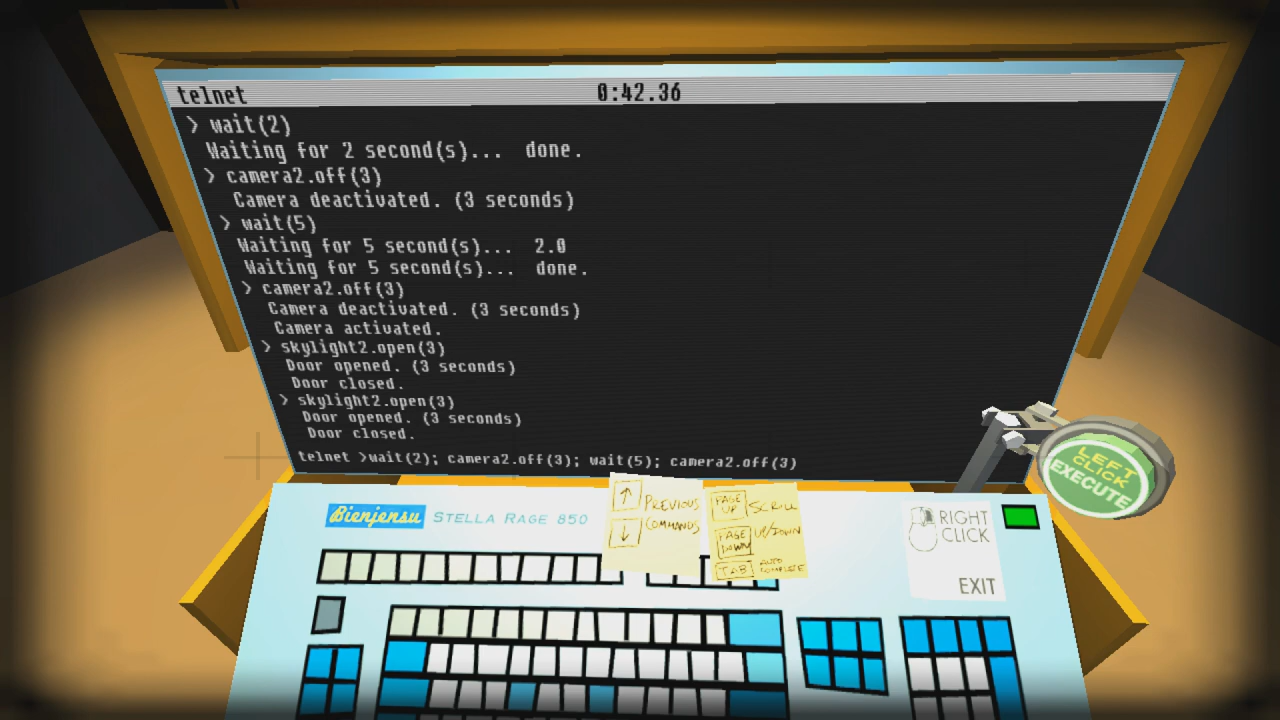 telnet 0:42.36
> wait(2)
Waiting for 2 second(s)... done.
> camera2.off(3)
Camera deactivated. (3 seconds)
> wait(5)
Waiting for 5 second(s)... 2.0
Waiting for 5 second(s)... done.
> camera2.off(3)
Camera deactivated. (3 seconds)
Camera activated.
> skylight2.open(3)
Door opened. (3 seconds)
Door closed.
> skylight2.open(3)
Door opened. (3 seconds)
Door closed.
telnet >wait(2); camera2.off(3); wait(5); camera2.off(3)
LEFT
CLICK
EXECUTE
Bienjensu STELLA RAGE 850
↑ PREVIOUS
↓ COMMANDS
PAGE UP SCROLL
PAGE DOWN UP/DOWN
TAB AUTO COMPLETE
RIGHT
CLICK
EXIT